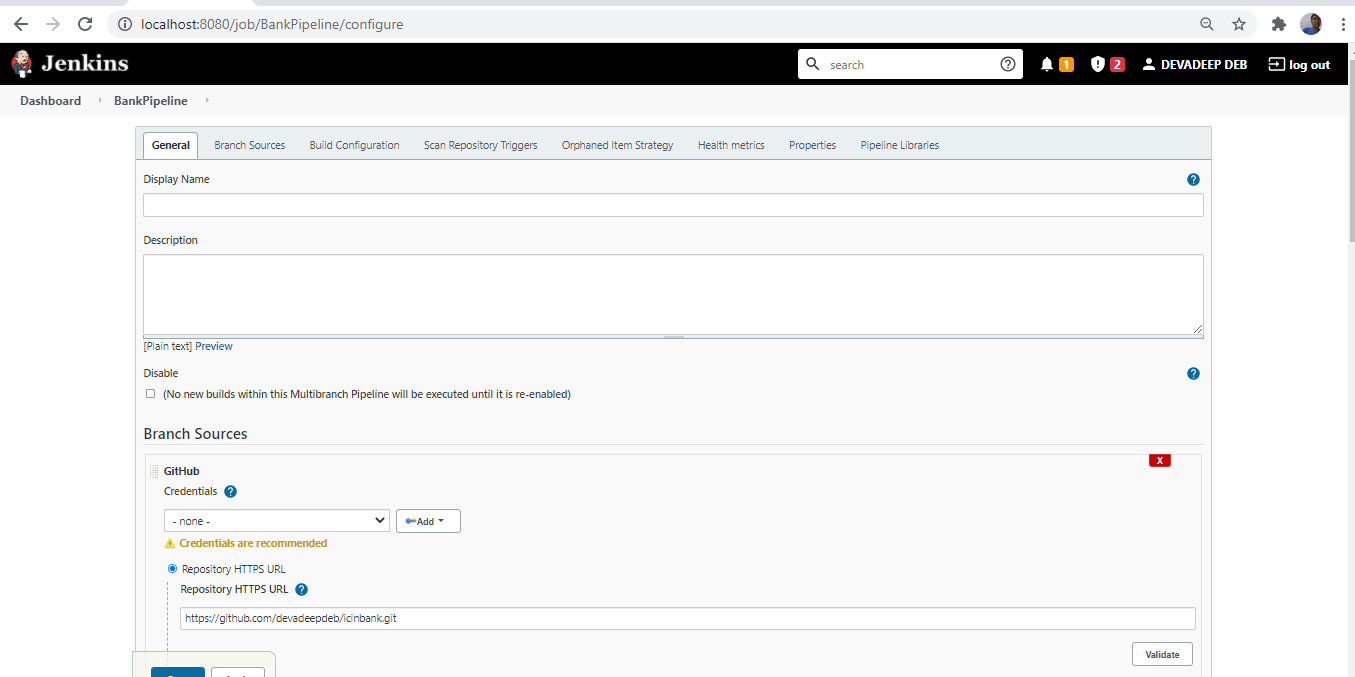 localhost:8080/job/BankPipeline/configure
Jenkins
search
1
2
DEVADEEP DEB
log out
Dashboard
BankPipeline
General Branch Sources Build Configuration Scan Repository Triggers Orphaned Item Strategy Health metrics Properties Pipeline Libraries
Display Name
Description
[Plain text] Preview
Disable
(No new builds within this Multibranch Pipeline will be executed until it is re-enabled)
Branch Sources
X
GitHub
Credentials
- none -
Add
Credentials are recommended
Repository HTTPS URL
Repository HTTPS URL
https://github.com/devadeepdeb/icinbank.git
Validate